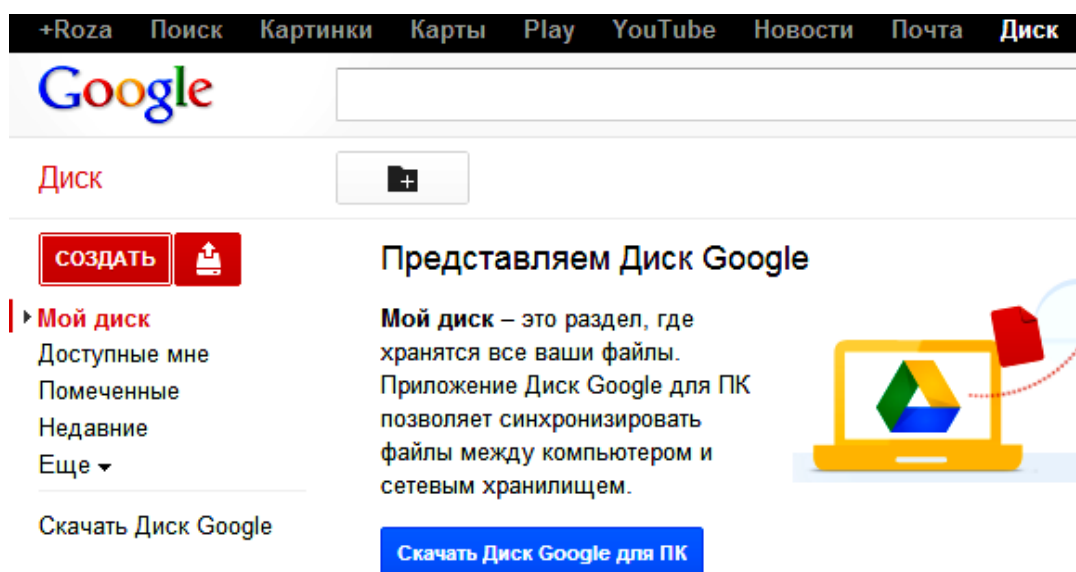 +Roza Поиск Картинки Карты Play YouTube Новости Почта Диск
Google
Диск
СОЗДАТЬ
Мой диск
Доступные мне
Помеченные
Недавние
Еще
Скачать Диск Google
Представляем Диск Google
Мой диск – это раздел, где
хранятся все ваши файлы.
Приложение Диск Google для ПК
позволяет синхронизировать
файлы между компьютером и
сетевым хранилищем.
Скачать Диск Google для ПК